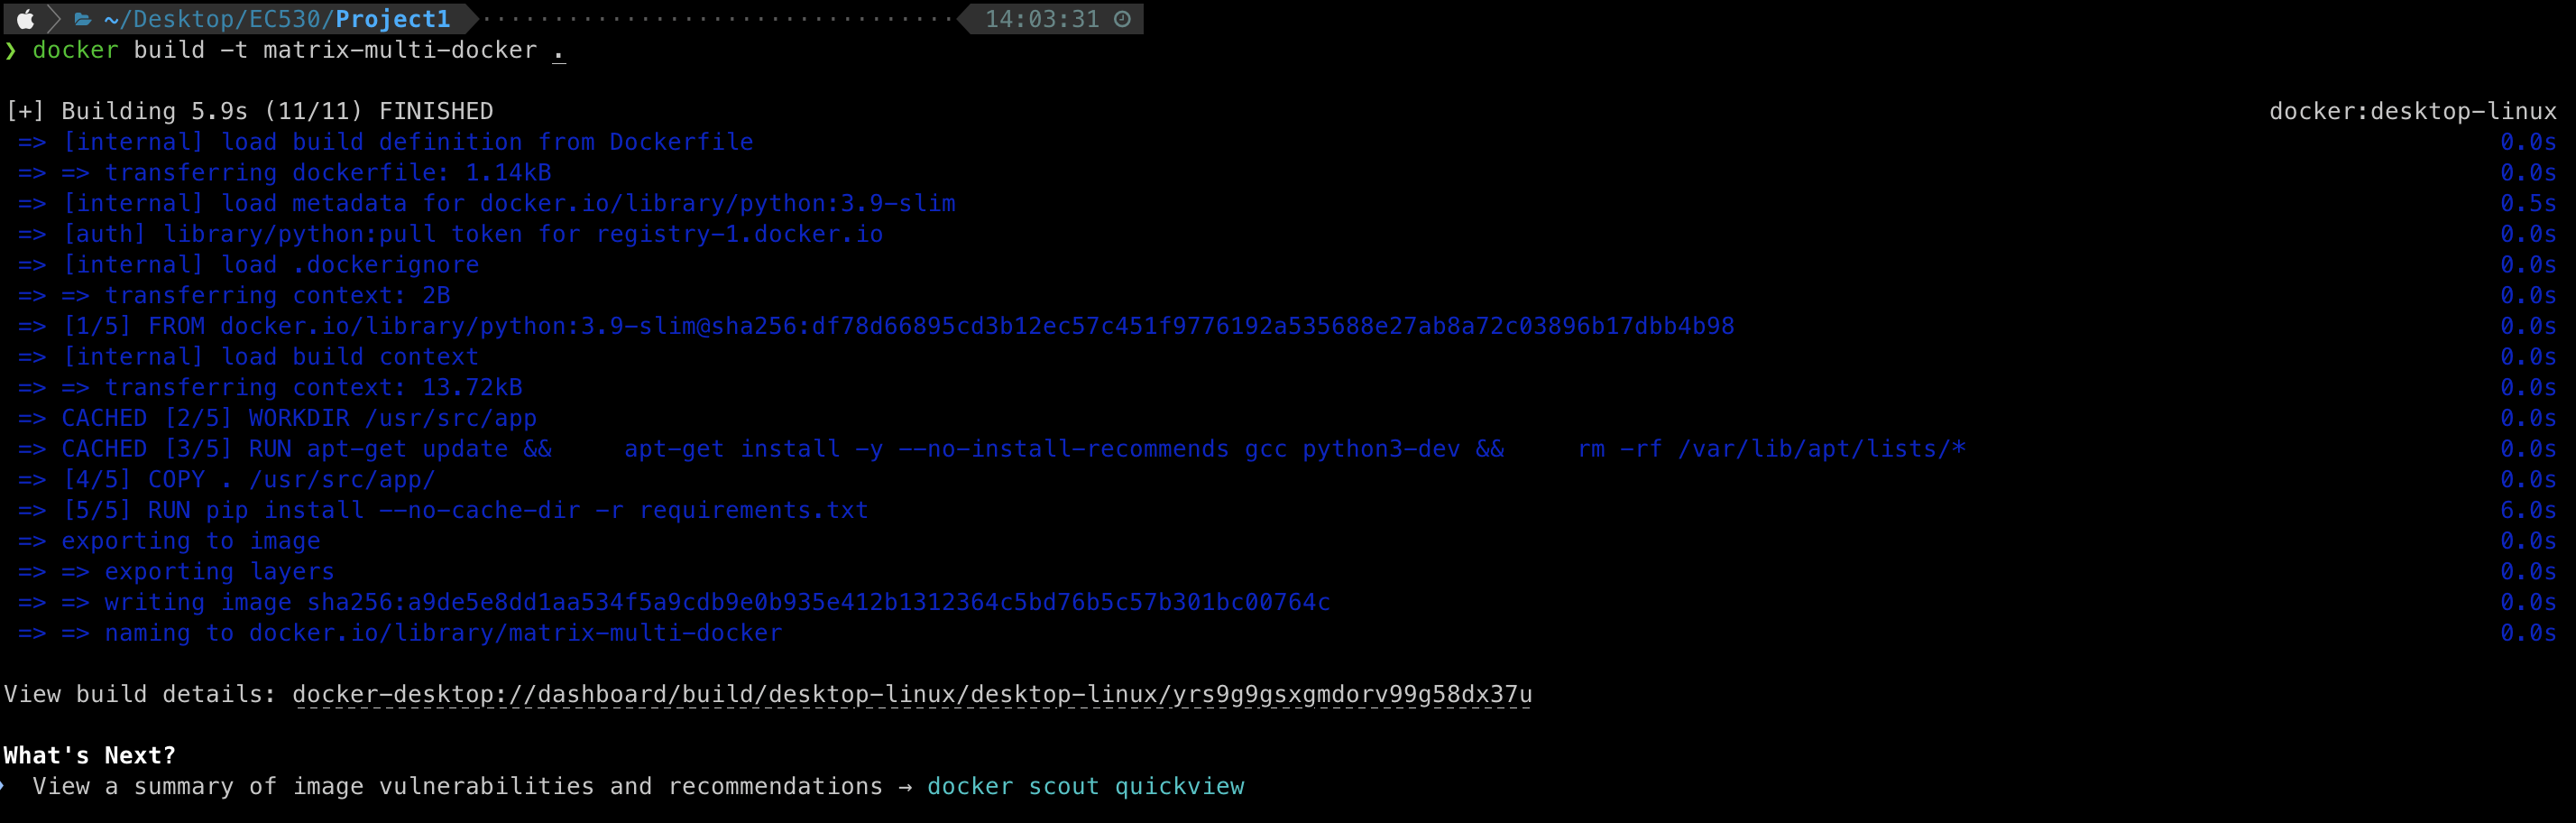 ~/Desktop/EC530/Project1 14:03:31
❯ docker build -t matrix-multi-docker .
[+] Building 5.9s (11/11) FINISHED docker:desktop-linux
=> [internal] load build definition from Dockerfile 0.0s
=> => transferring dockerfile: 1.14kB 0.0s
=> [internal] load metadata for docker.io/library/python:3.9-slim 0.5s
=> [auth] library/python:pull token for registry-1.docker.io 0.0s
=> [internal] load .dockerignore 0.0s
=> => transferring context: 2B 0.0s
=> [1/5] FROM docker.io/library/python:3.9-slim@sha256:df78d66895cd3b12ec57c451f9776192a535688e27ab8a72c03896b17dbb4b98 0.0s
=> [internal] load build context 0.0s
=> => transferring context: 13.72kB 0.0s
=> CACHED [2/5] WORKDIR /usr/src/app 0.0s
=> CACHED [3/5] RUN apt-get update &&     apt-get install -y --no-install-recommends gcc python3-dev &&     rm -rf /var/lib/apt/lists/* 0.0s
=> [4/5] COPY . /usr/src/app/ 0.0s
=> [5/5] RUN pip install --no-cache-dir -r requirements.txt 6.0s
=> exporting to image 0.0s
=> => exporting layers 0.0s
=> => writing image sha256:a9de5e8dd1aa534f5a9cdb9e0b935e412b1312364c5bd76b5c57b301bc00764c 0.0s
=> => naming to docker.io/library/matrix-multi-docker 0.0s
View build details: docker-desktop://dashboard/build/desktop-linux/desktop-linux/yrs9g9gsxgmdorv99g58dx37u
What's Next?
View a summary of image vulnerabilities and recommendations → docker scout quickview